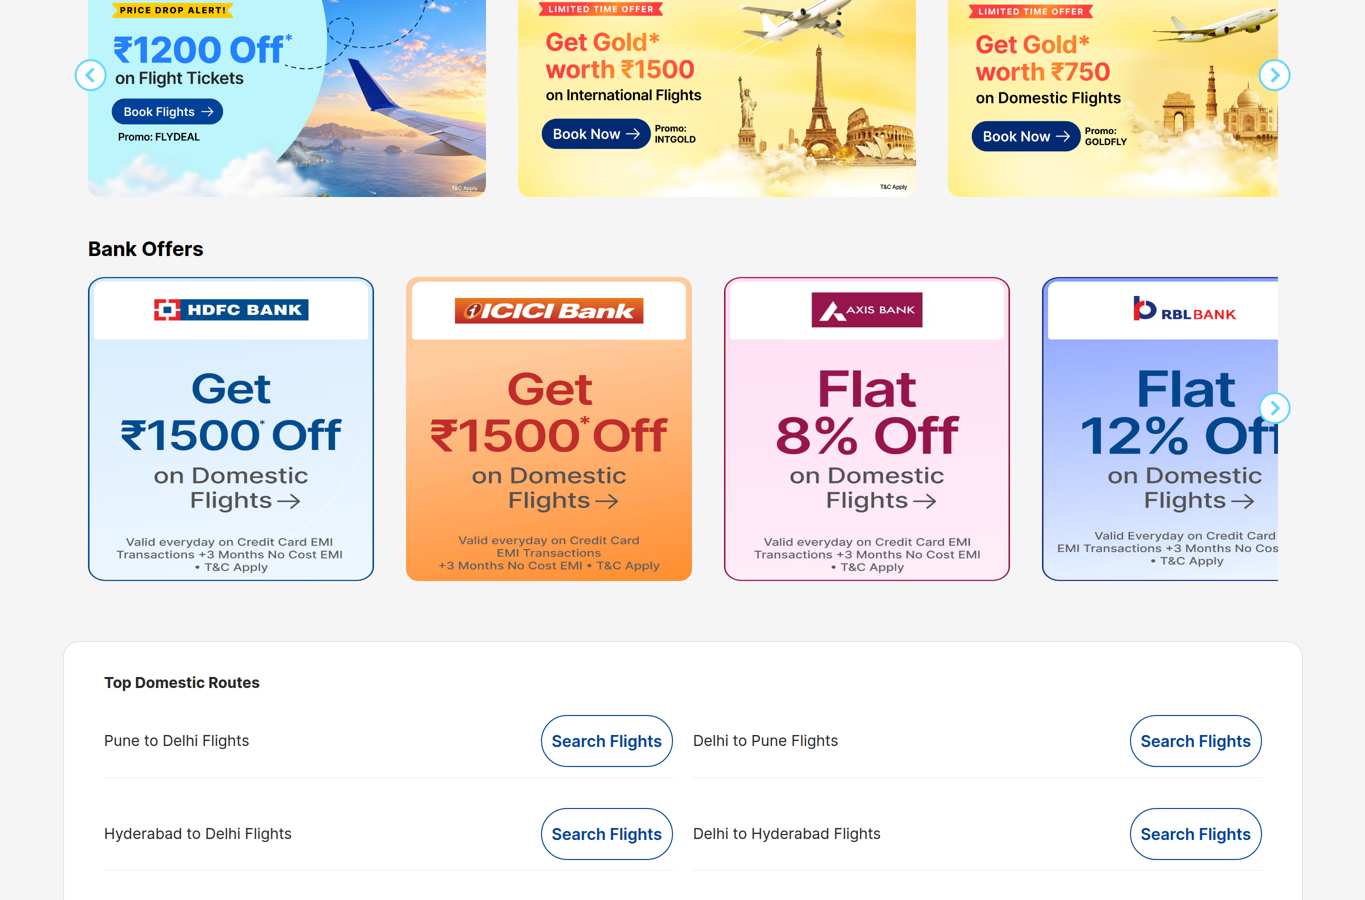 PRICE DROP ALERT!
₹1200 Off*
on Flight Tickets
Book Flights →
Promo: FLYDEAL
T&C Apply
LIMITED TIME OFFER
Get Gold*
worth ₹1500
on International Flights
Book Now →
Promo:
INTGOLD
T&C Apply
LIMITED TIME OFFER
Get Gold*
worth ₹750
on Domestic Flights
Book Now →
Promo:
GOLDFLY
Bank Offers
HDFC BANK
Get
₹1500* Off
on Domestic
Flights →
Valid everyday on Credit Card EMI
Transactions +3 Months No Cost EMI
• T&C Apply
ICICI Bank
Get
₹1500* Off
on Domestic
Flights →
Valid everyday on Credit Card
EMI Transactions
+3 Months No Cost EMI • T&C Apply
AXIS BANK
Flat
8% Off
on Domestic
Flights →
Valid everyday on Credit Card EMI
Transactions +3 Months No Cost EMI
• T&C Apply
RBL BANK
Flat
12% Off
on Domestic
Flights →
Valid Everyday on Credit Card
EMI Transactions +3 Months No Cos
• T&C Apply
Top Domestic Routes
Pune to Delhi Flights
Search Flights
Delhi to Pune Flights
Search Flights
Hyderabad to Delhi Flights
Search Flights
Delhi to Hyderabad Flights
Search Flights